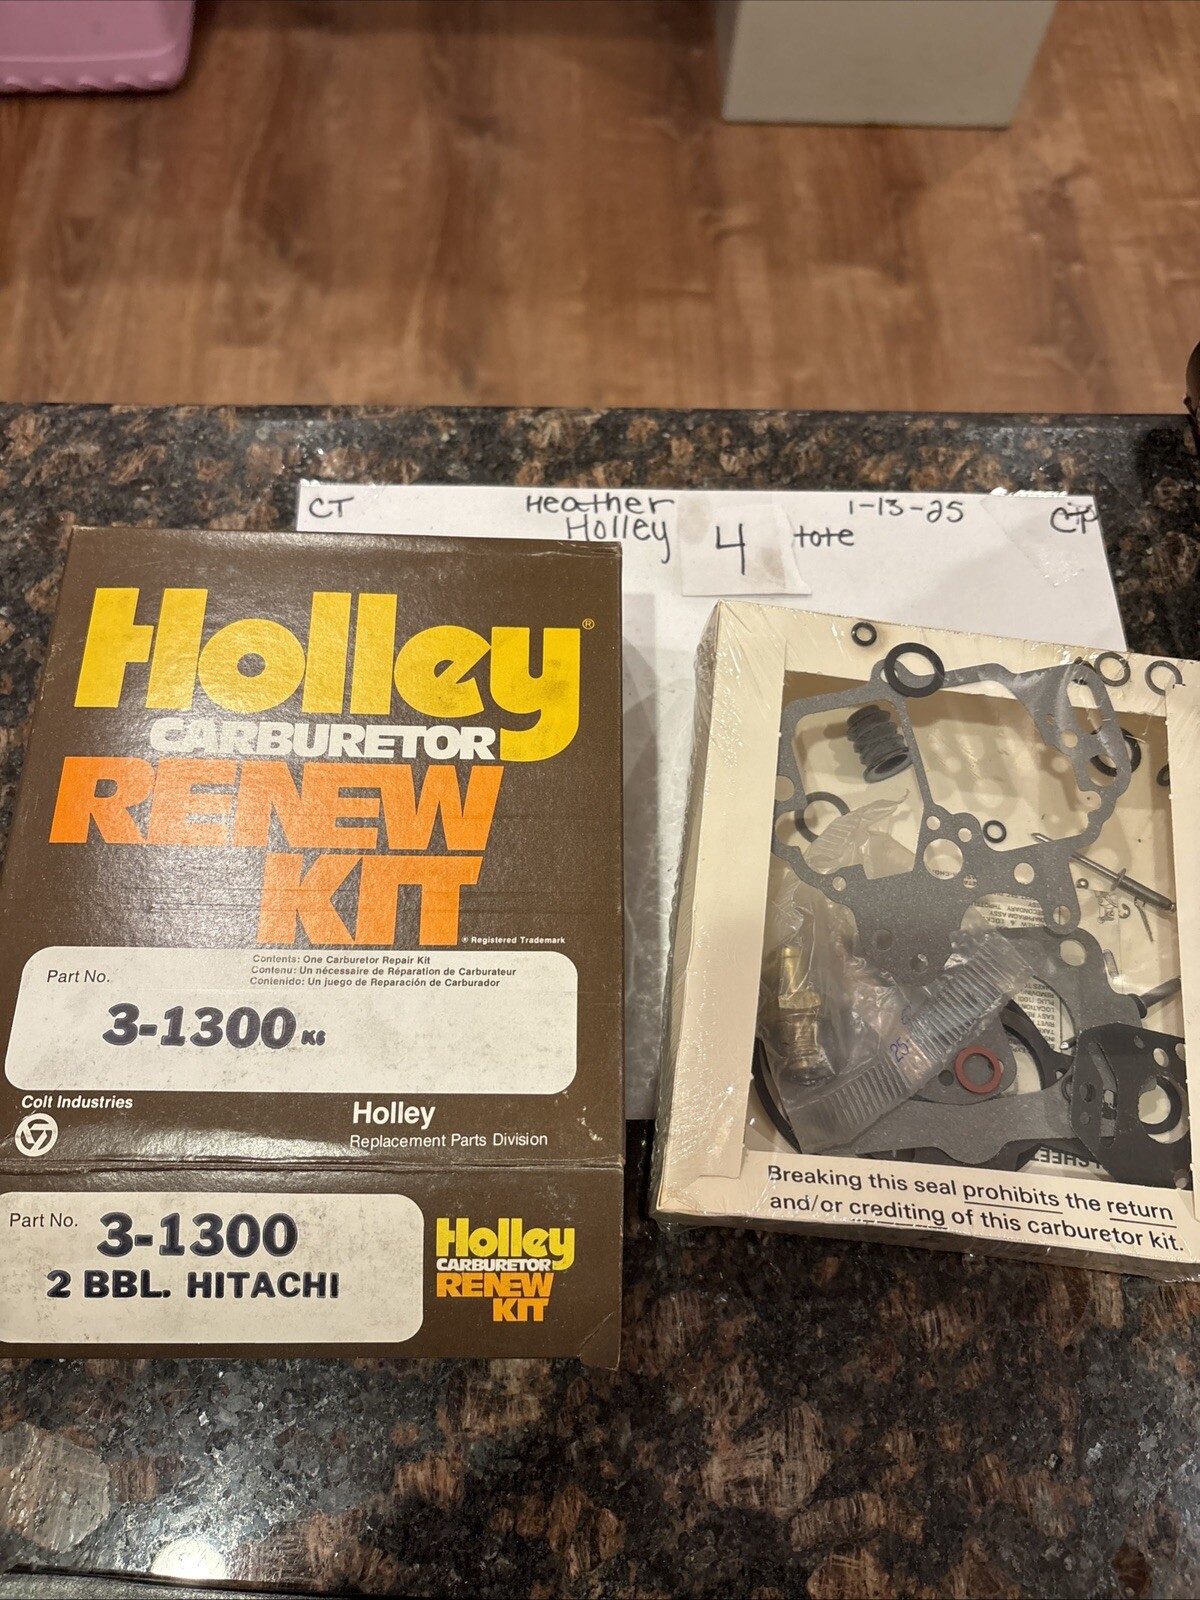 CT
Heather
Holley
4
tote
1-13-25
CT
Holley®
CARBURETOR
RENEW
KIT
® Registered Trademark
Contents: One Carburetor Repair Kit
Contenu: Un nécessaire de Réparation de Carburateur
Contenido: Un juego de Reparación de Carburador
Part No.
3-1300 K6
Colt Industries
Holley
Replacement Parts Division
Part No. 3-1300
2 BBL. HITACHI
Holley
CARBURETOR
RENEW
KIT
25
Breaking this seal prohibits the return
and/or crediting of this carburetor kit.